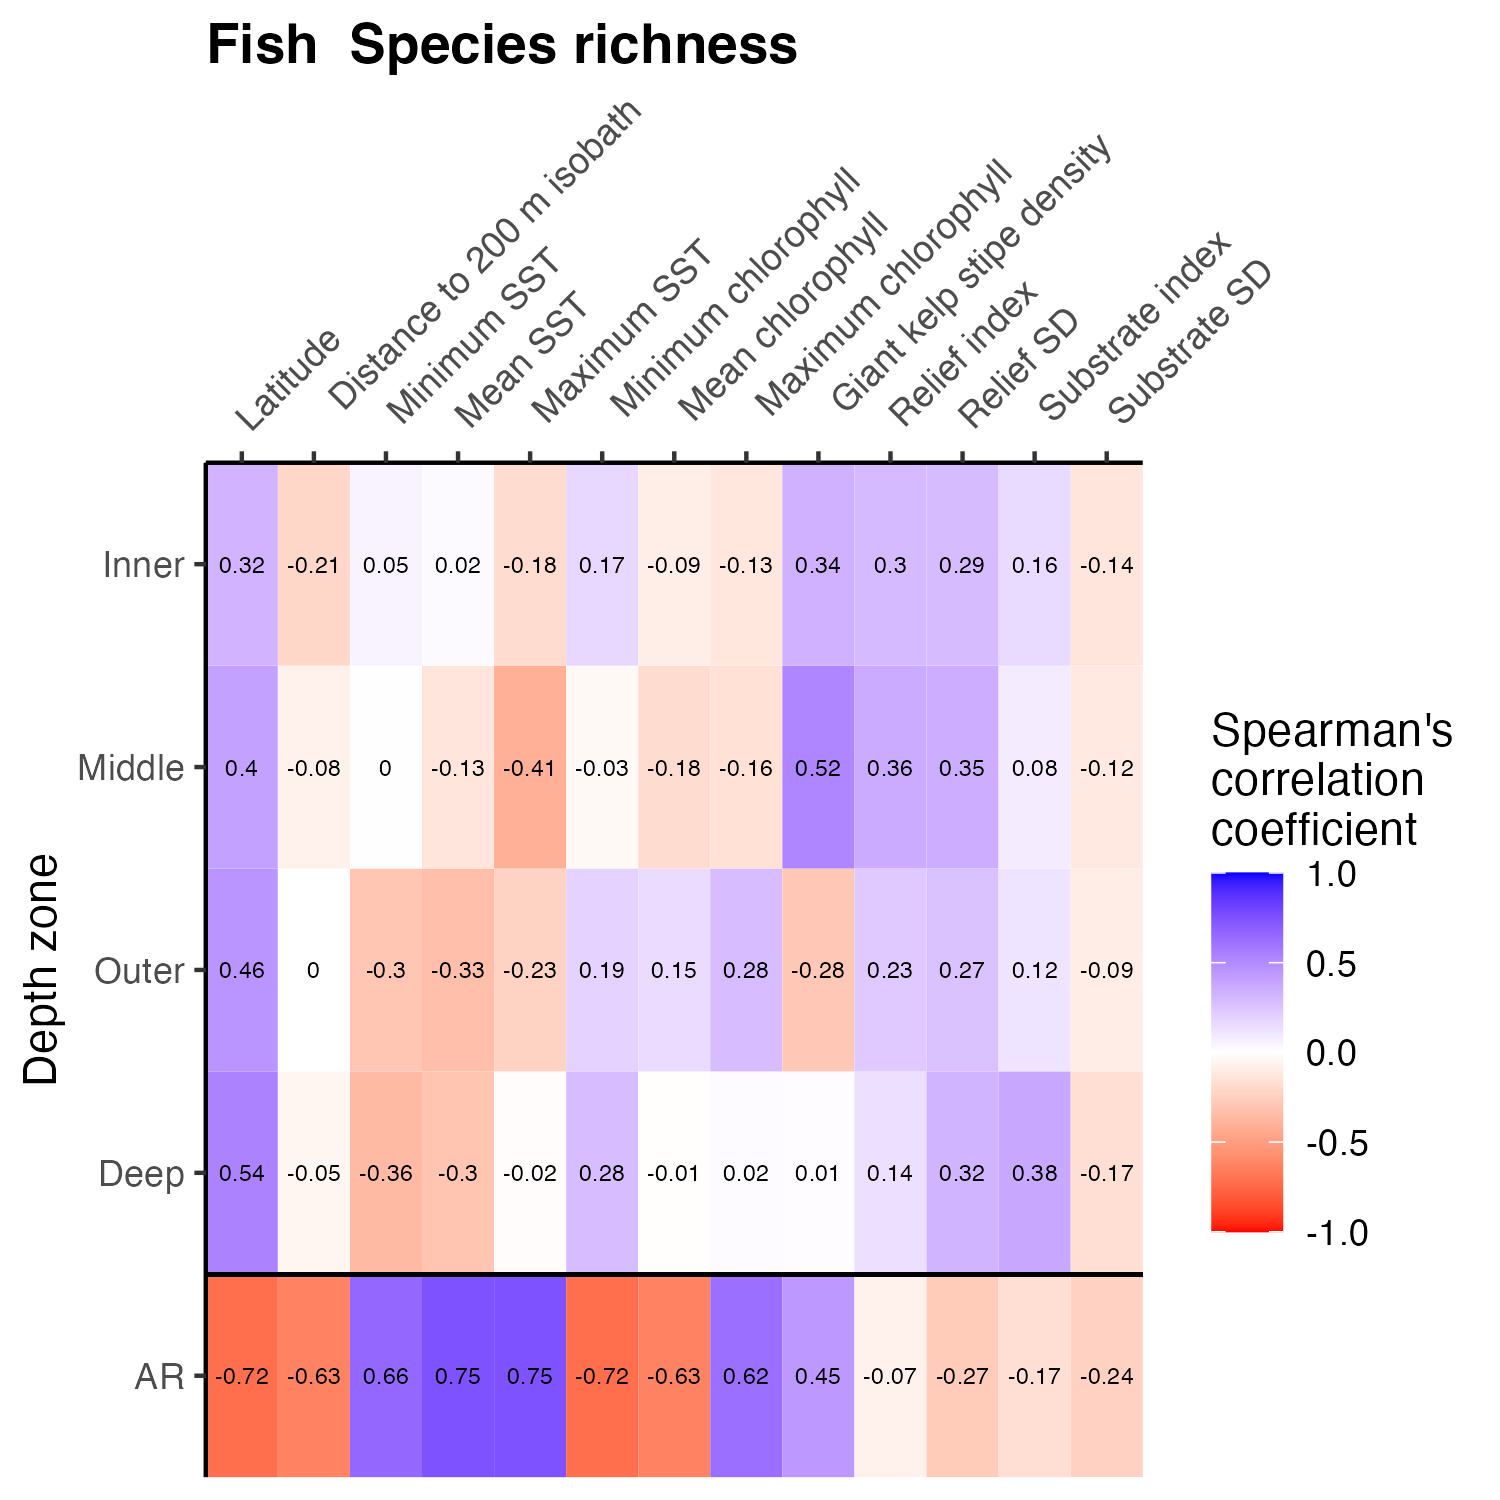 Fish  Species richness
Latitude
Distance to 200 m isobath
Minimum SST
Mean SST
Maximum SST
Minimum chlorophyll
Mean chlorophyll
Maximum chlorophyll
Giant kelp stipe density
Relief index
Relief SD
Substrate index
Substrate SD
Depth zone
Inner 0.32 -0.21 0.05 0.02 -0.18 0.17 -0.09 -0.13 0.34 0.3 0.29 0.16 -0.14
Middle 0.4 -0.08 0 -0.13 -0.41 -0.03 -0.18 -0.16 0.52 0.36 0.35 0.08 -0.12
Outer 0.46 0 -0.3 -0.33 -0.23 0.19 0.15 0.28 -0.28 0.23 0.27 0.12 -0.09
Deep 0.54 -0.05 -0.36 -0.3 -0.02 0.28 -0.01 0.02 0.01 0.14 0.32 0.38 -0.17
AR -0.72 -0.63 0.66 0.75 0.75 -0.72 -0.63 0.62 0.45 -0.07 -0.27 -0.17 -0.24
Spearman's
correlation
coefficient
1.0
0.5
0.0
-0.5
-1.0